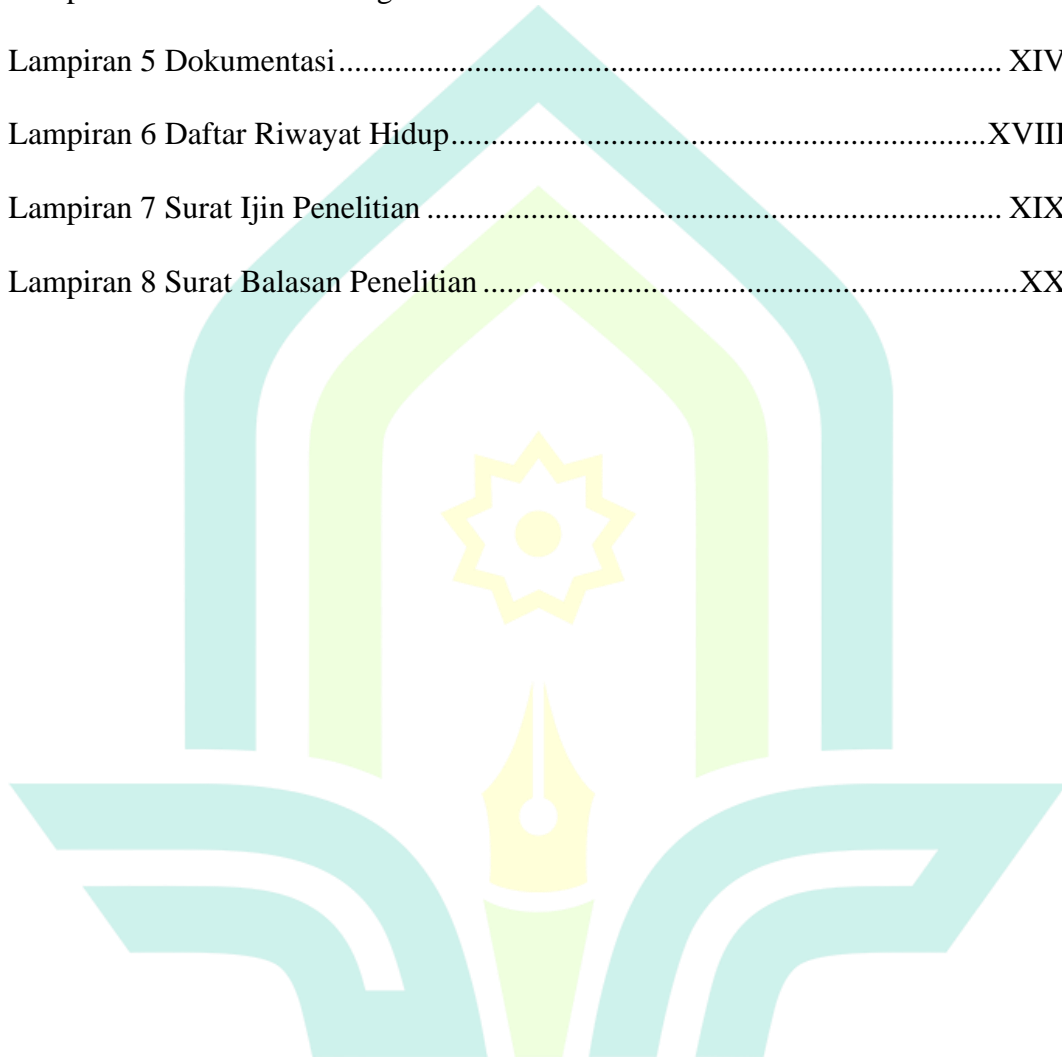 Lampiran 5 Dokumentasi..................................................................................... XIV
Lampiran 6 Daftar Riwayat Hidup.....................................................................XVIII
Lampiran 7 Surat Ijin Penelitian .......................................................................... XIX
Lampiran 8 Surat Balasan Penelitian ....................................................................XX